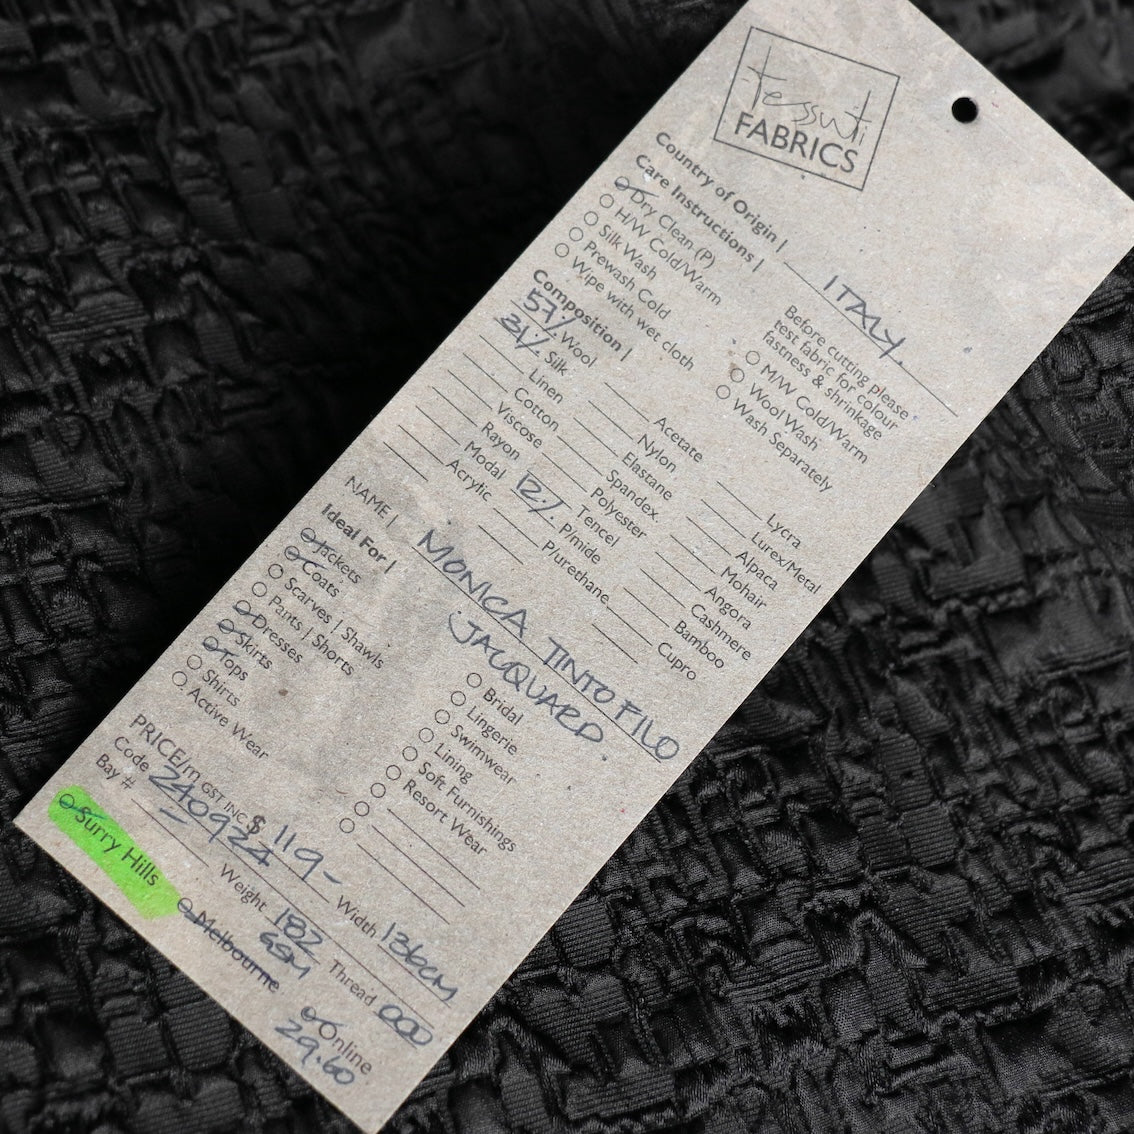 tessuti
FABRICS
Country of Origin | ITALY.
Care Instructions |
Dry Clean (P)
H/W Cold/Warm
Silk Wash
Prewash Cold
Wipe with wet cloth
Before cutting please
test fabric for colour
fastness & shrinkage
M/W Cold/Warm
Wool Wash
Wash Separately
Composition |
57% Wool
31% Silk
Linen
Cotton
Viscose
Rayon
Modal
Acrylic
Acetate
Nylon
Elastane
Spandex.
Polyester
Tencel
12% P/mide
P/urethane
Lycra
Lurex/Metal
Alpaca
Mohair
Angora
Cashmere
Bamboo
Cupro
NAME | MONICA TINTO FILO
JACQUARD.
Ideal For |
Jackets
Coats
Scarves | Shawls
Pants | Shorts
Dresses
Skirts
Tops
Shirts
Active Wear
Bridal
Lingerie
Swimwear
Lining
Soft Furnishings
Resort Wear
PRICE/m GST INC $ 119- Width 136cm
Code 240924 Weight 182 GSM Thread 000
Bay #
Surry Hills
Melbourne
Online
29.60